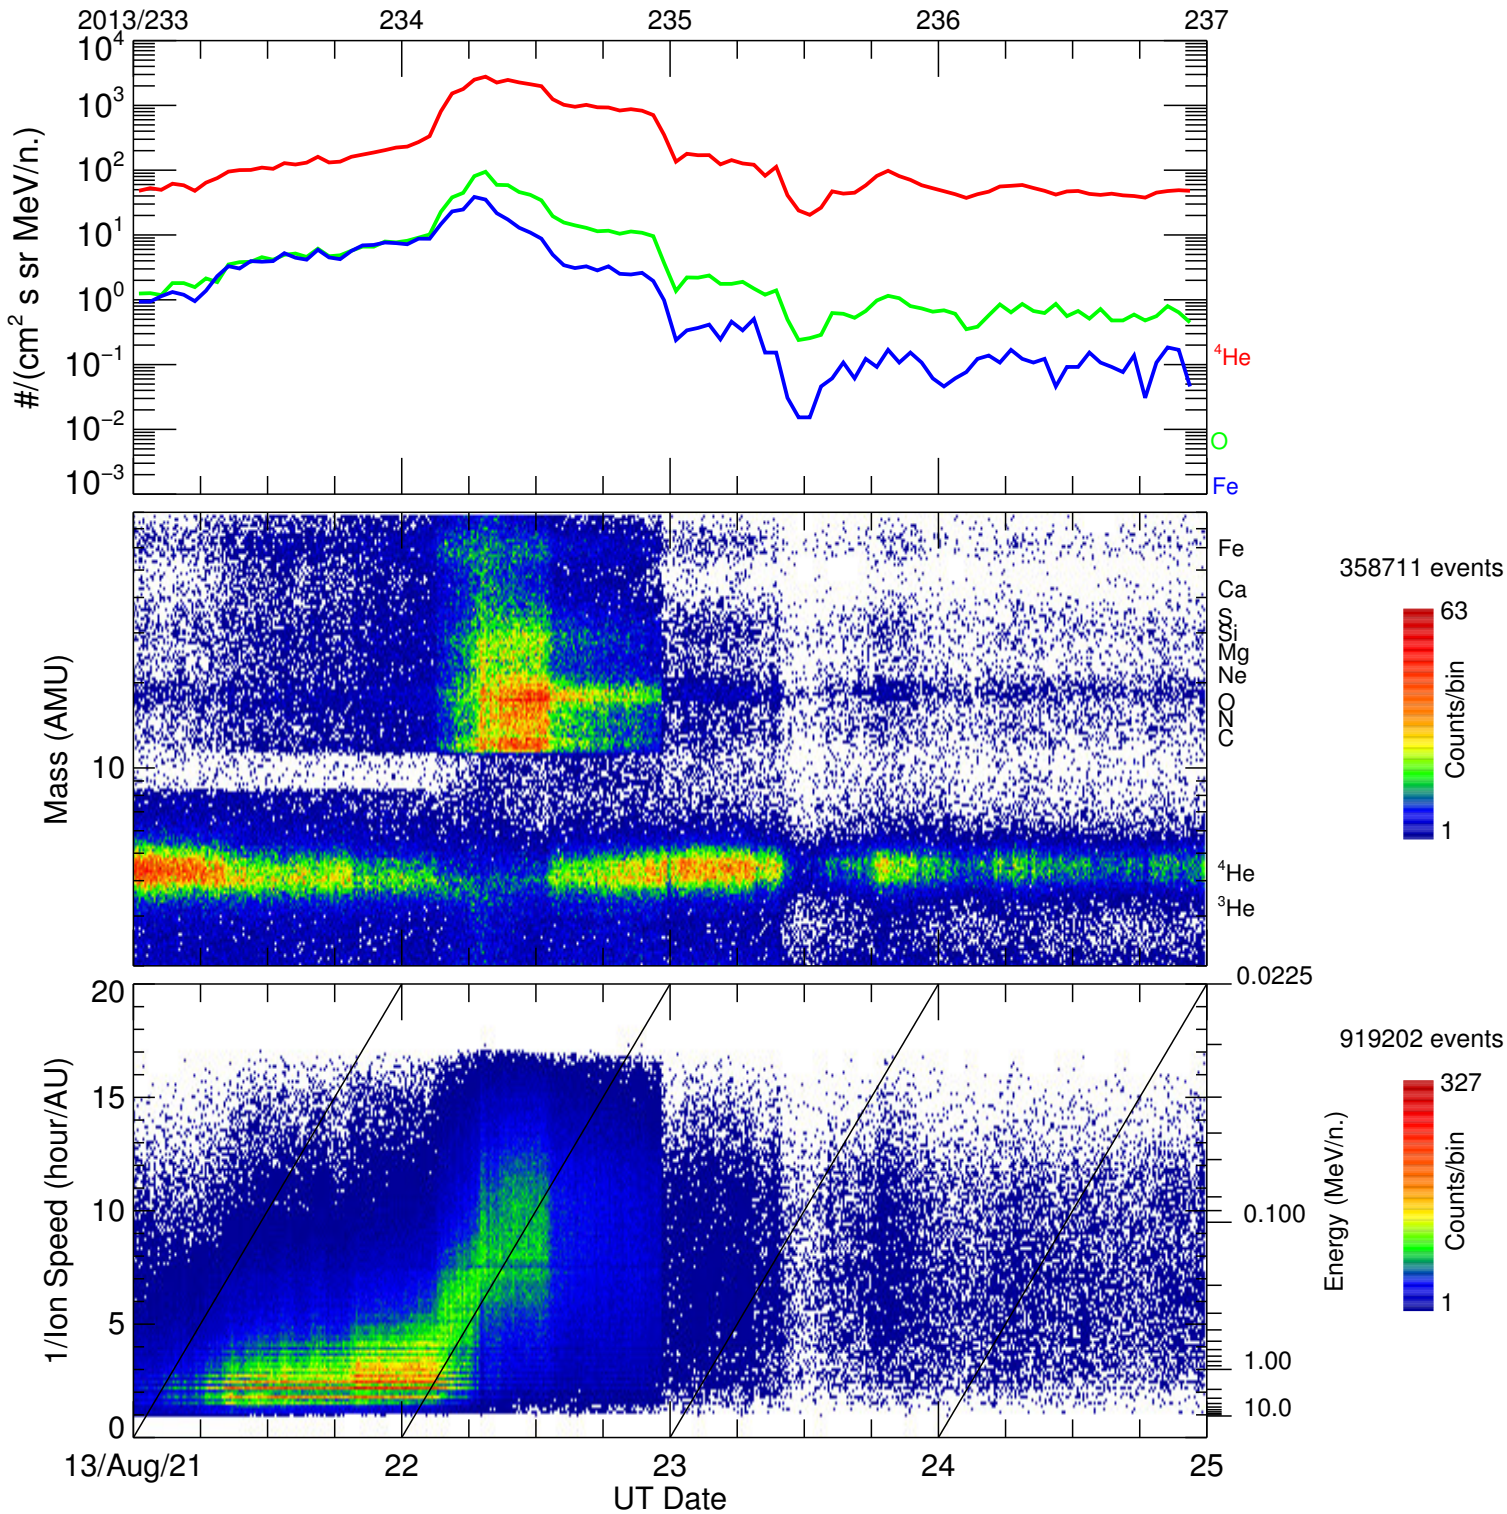 2013/233 234 235 236 237
10⁴
10³
10²
10¹
10⁰
10⁻¹
10⁻²
10⁻³
#/(cm² s sr MeV/n.)
⁴He
O
Fe
Mass (AMU)
10
Fe
Ca
S
Si
Mg
Ne
O
N
C
⁴He
³He
358711 events
63
Counts/bin
1
1/Ion Speed (hour/AU)
20
15
10
5
0
0.0225
0.100
1.00
10.0
Energy (MeV/n.)
919202 events
327
Counts/bin
1
13/Aug/21 22 23 24 25
UT Date